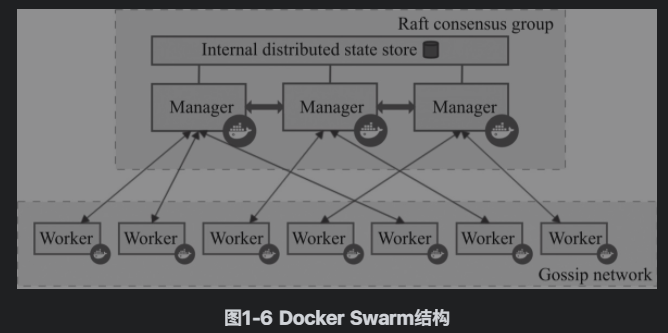 Raft consensus group
Internal distributed state store
Manager Manager Manager
Worker Worker Worker Worker Worker Worker Worker
Gossip network
图1-6 Docker Swarm结构